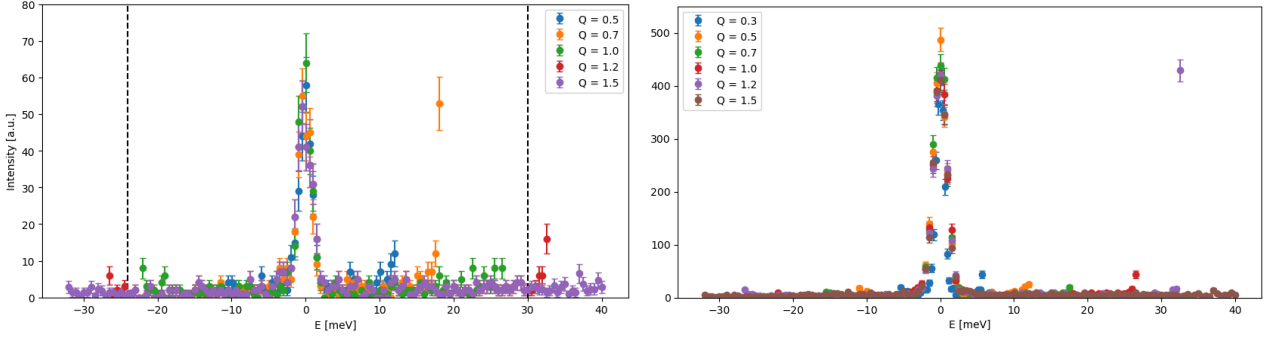 80
70
60
50
40
30
20
10
0
Intensity [a.u.]
−30
−20
−10
0
10
20
30
40
E [meV]
Q = 0.5
Q = 0.7
Q = 1.0
Q = 1.2
Q = 1.5
500
400
300
200
100
0
−30
−20
−10
0
10
20
30
40
E [meV]
Q = 0.3
Q = 0.5
Q = 0.7
Q = 1.0
Q = 1.2
Q = 1.5